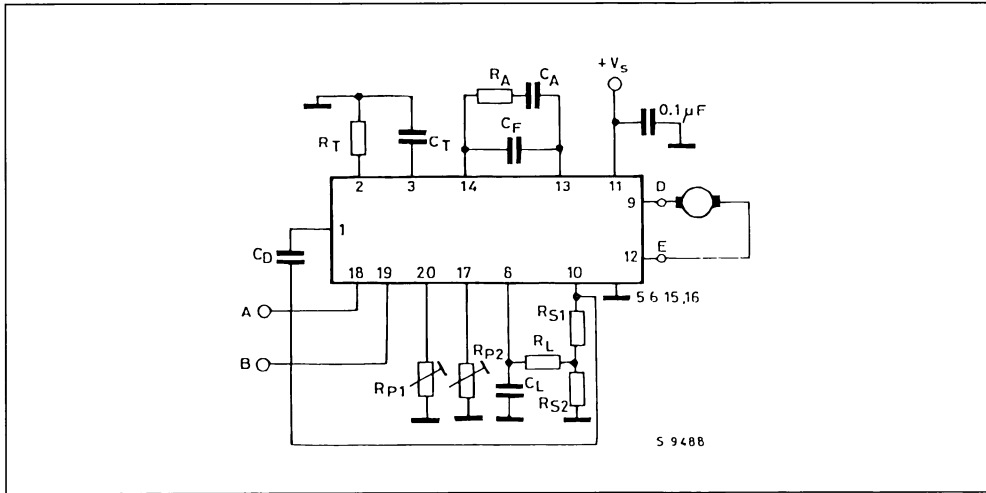 +Vs
RA CA
0.1µF
CF
RT CT
2 3 14 13 11
D
9
1
E
12
CD
18 19 20 17 8 10
5 6 15,16
A
RS1
RP2 RL
B
RP1 CL
RS2
S 9488